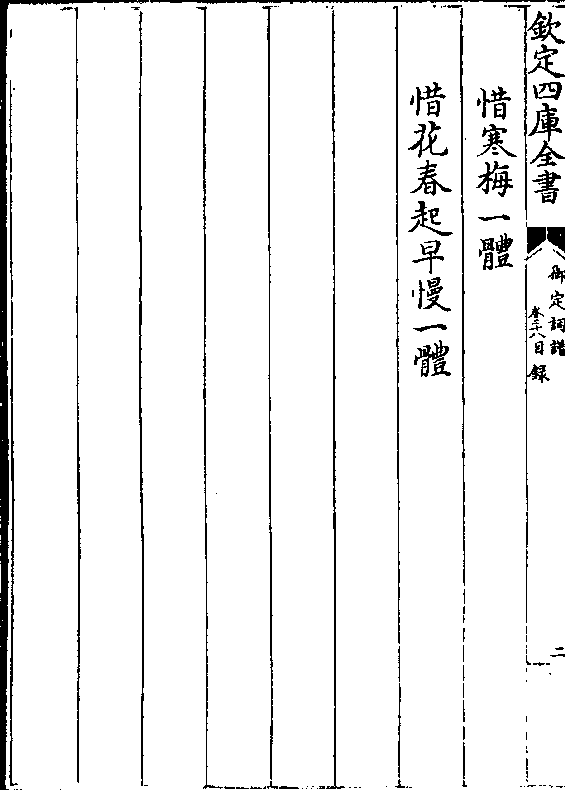 欽定四庫全書
御定詞譜
卷三十八目録
二
惜寒梅一體
惜花春起早慢一體